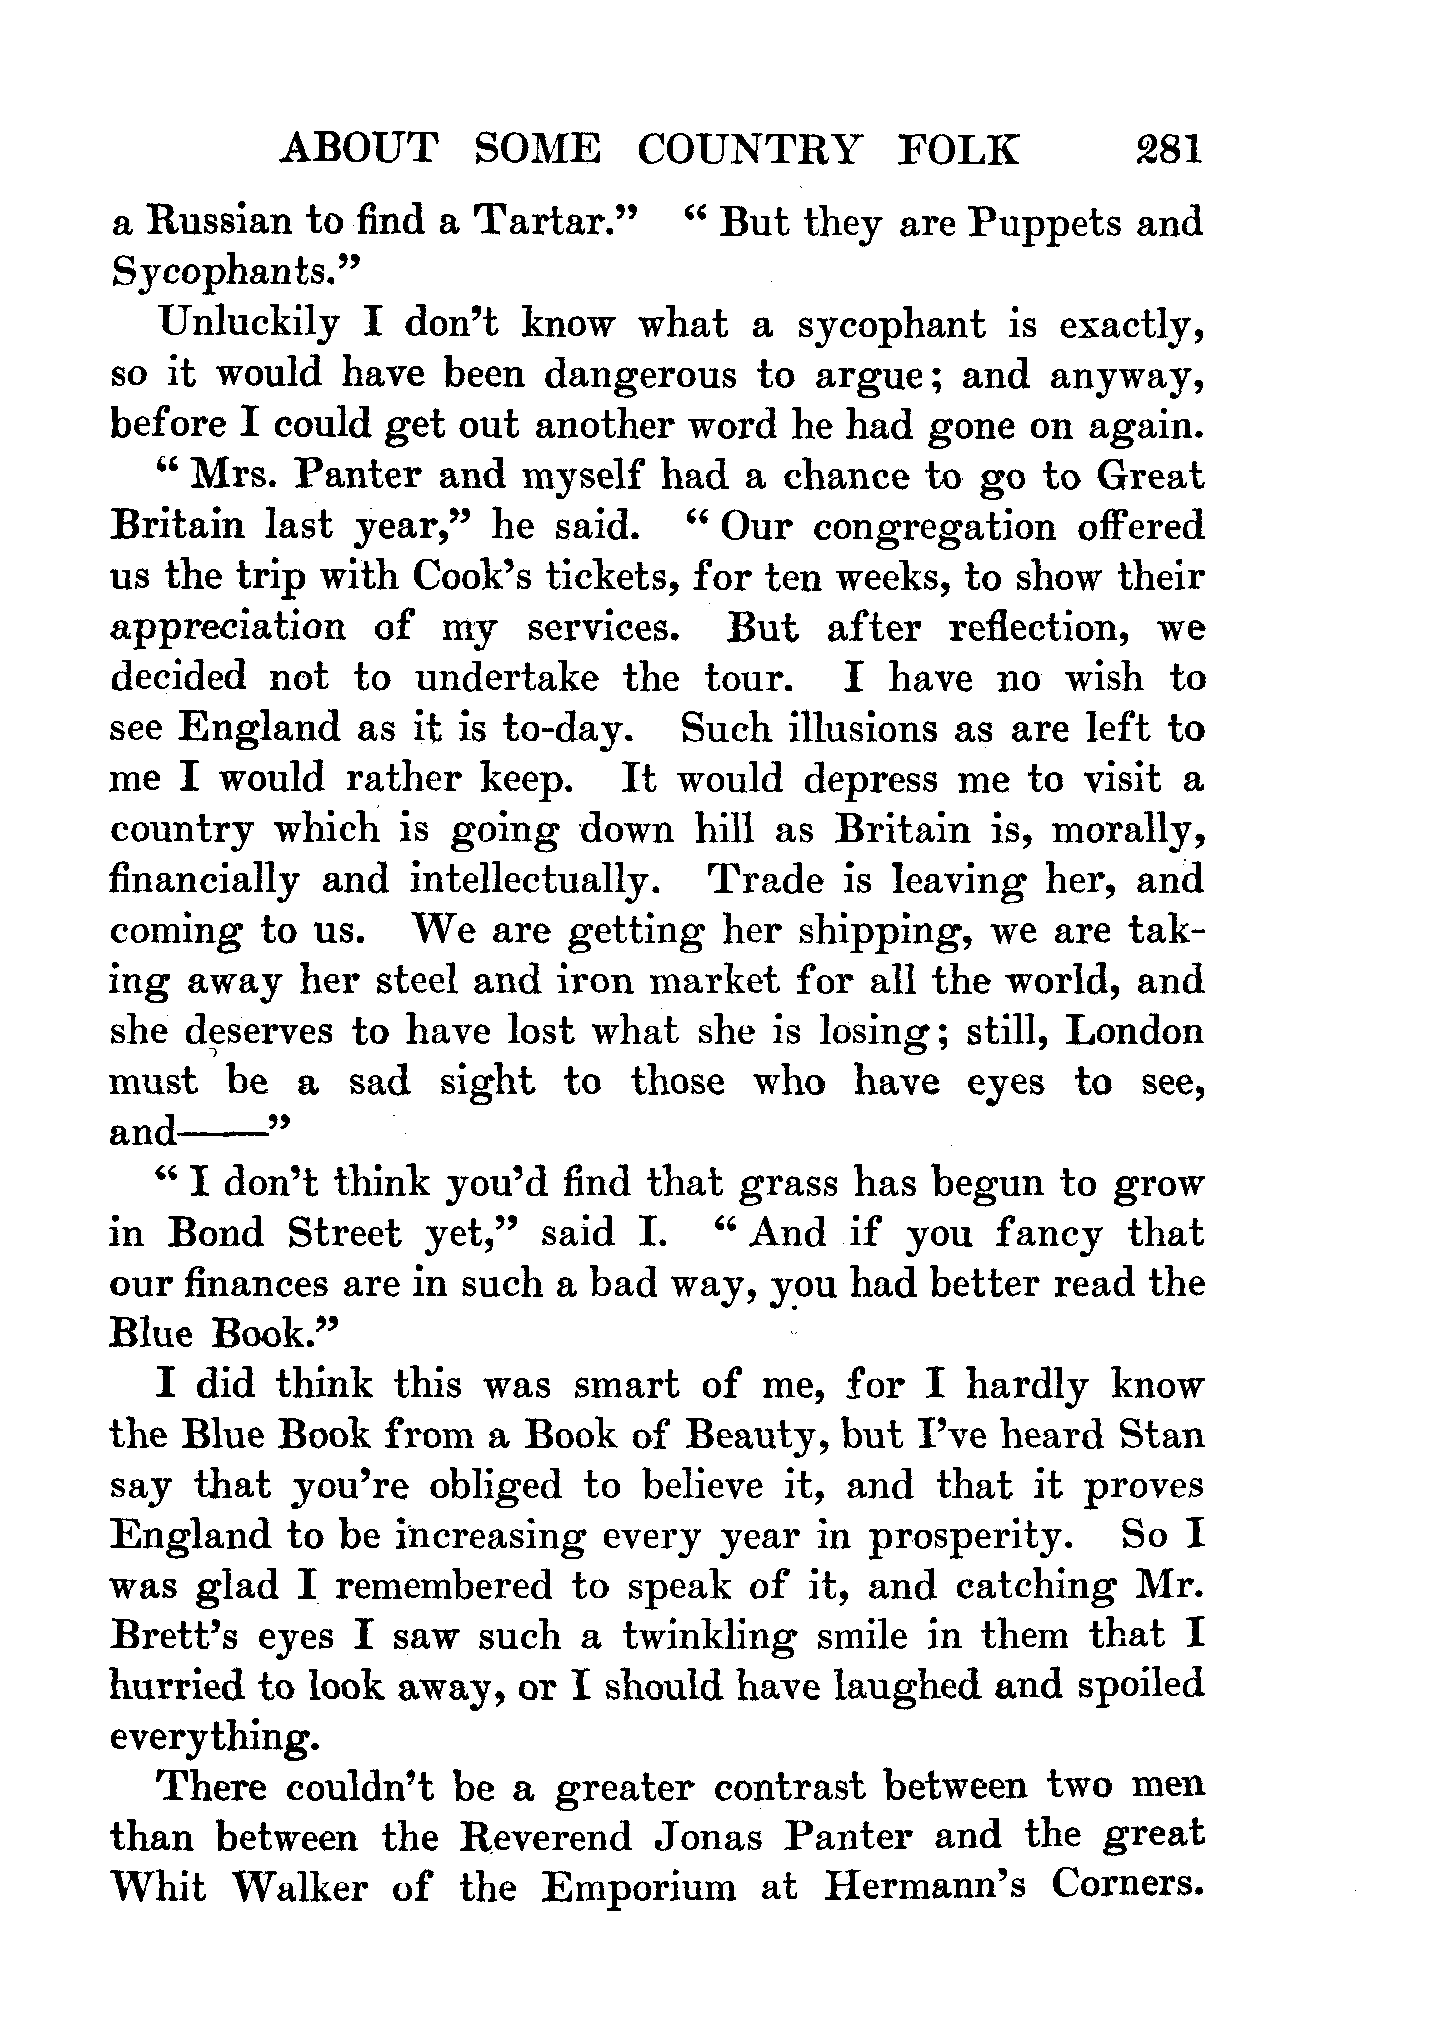 ABOUT SOME COUNTRY FOLK 281
a Russian to find a Tartar.” “ But they are Puppets and
Sycophants.”
Unluckily I don’t know what a sycophant is exactly,
so it would have been dangerous to argue; and anyway,
before I could get out another word he had gone on again.
“ Mrs. Panter and myself had a chance to go to Great
Britain last year,” he said. “ Our congregation offered
us the trip with Cook’s tickets, for ten weeks, to show their
appreciation of my services. But after reflection, we
decided not to undertake the tour. I have no wish to
see England as it is to-day. Such illusions as are left to
me I would rather keep. It would depress me to visit a
country which is going down hill as Britain is, morally,
financially and intellectually. Trade is leaving her, and
coming to us. We are getting her shipping, we are tak-
ing away her steel and iron market for all the world, and
she deserves to have lost what she is losing; still, London
must be a sad sight to those who have eyes to see,
and——”
“ I don’t think you’d find that grass has begun to grow
in Bond Street yet,” said I. “ And if you fancy that
our finances are in such a bad way, you had better read the
Blue Book.”
I did think this was smart of me, for I hardly know
the Blue Book from a Book of Beauty, but I’ve heard Stan
say that you’re obliged to believe it, and that it proves
England to be increasing every year in prosperity. So I
was glad I remembered to speak of it, and catching Mr.
Brett’s eyes I saw such a twinkling smile in them that I
hurried to look away, or I should have laughed and spoiled
everything.
There couldn’t be a greater contrast between two men
than between the Reverend Jonas Panter and the great
Whit Walker of the Emporium at Hermann’s Corners.